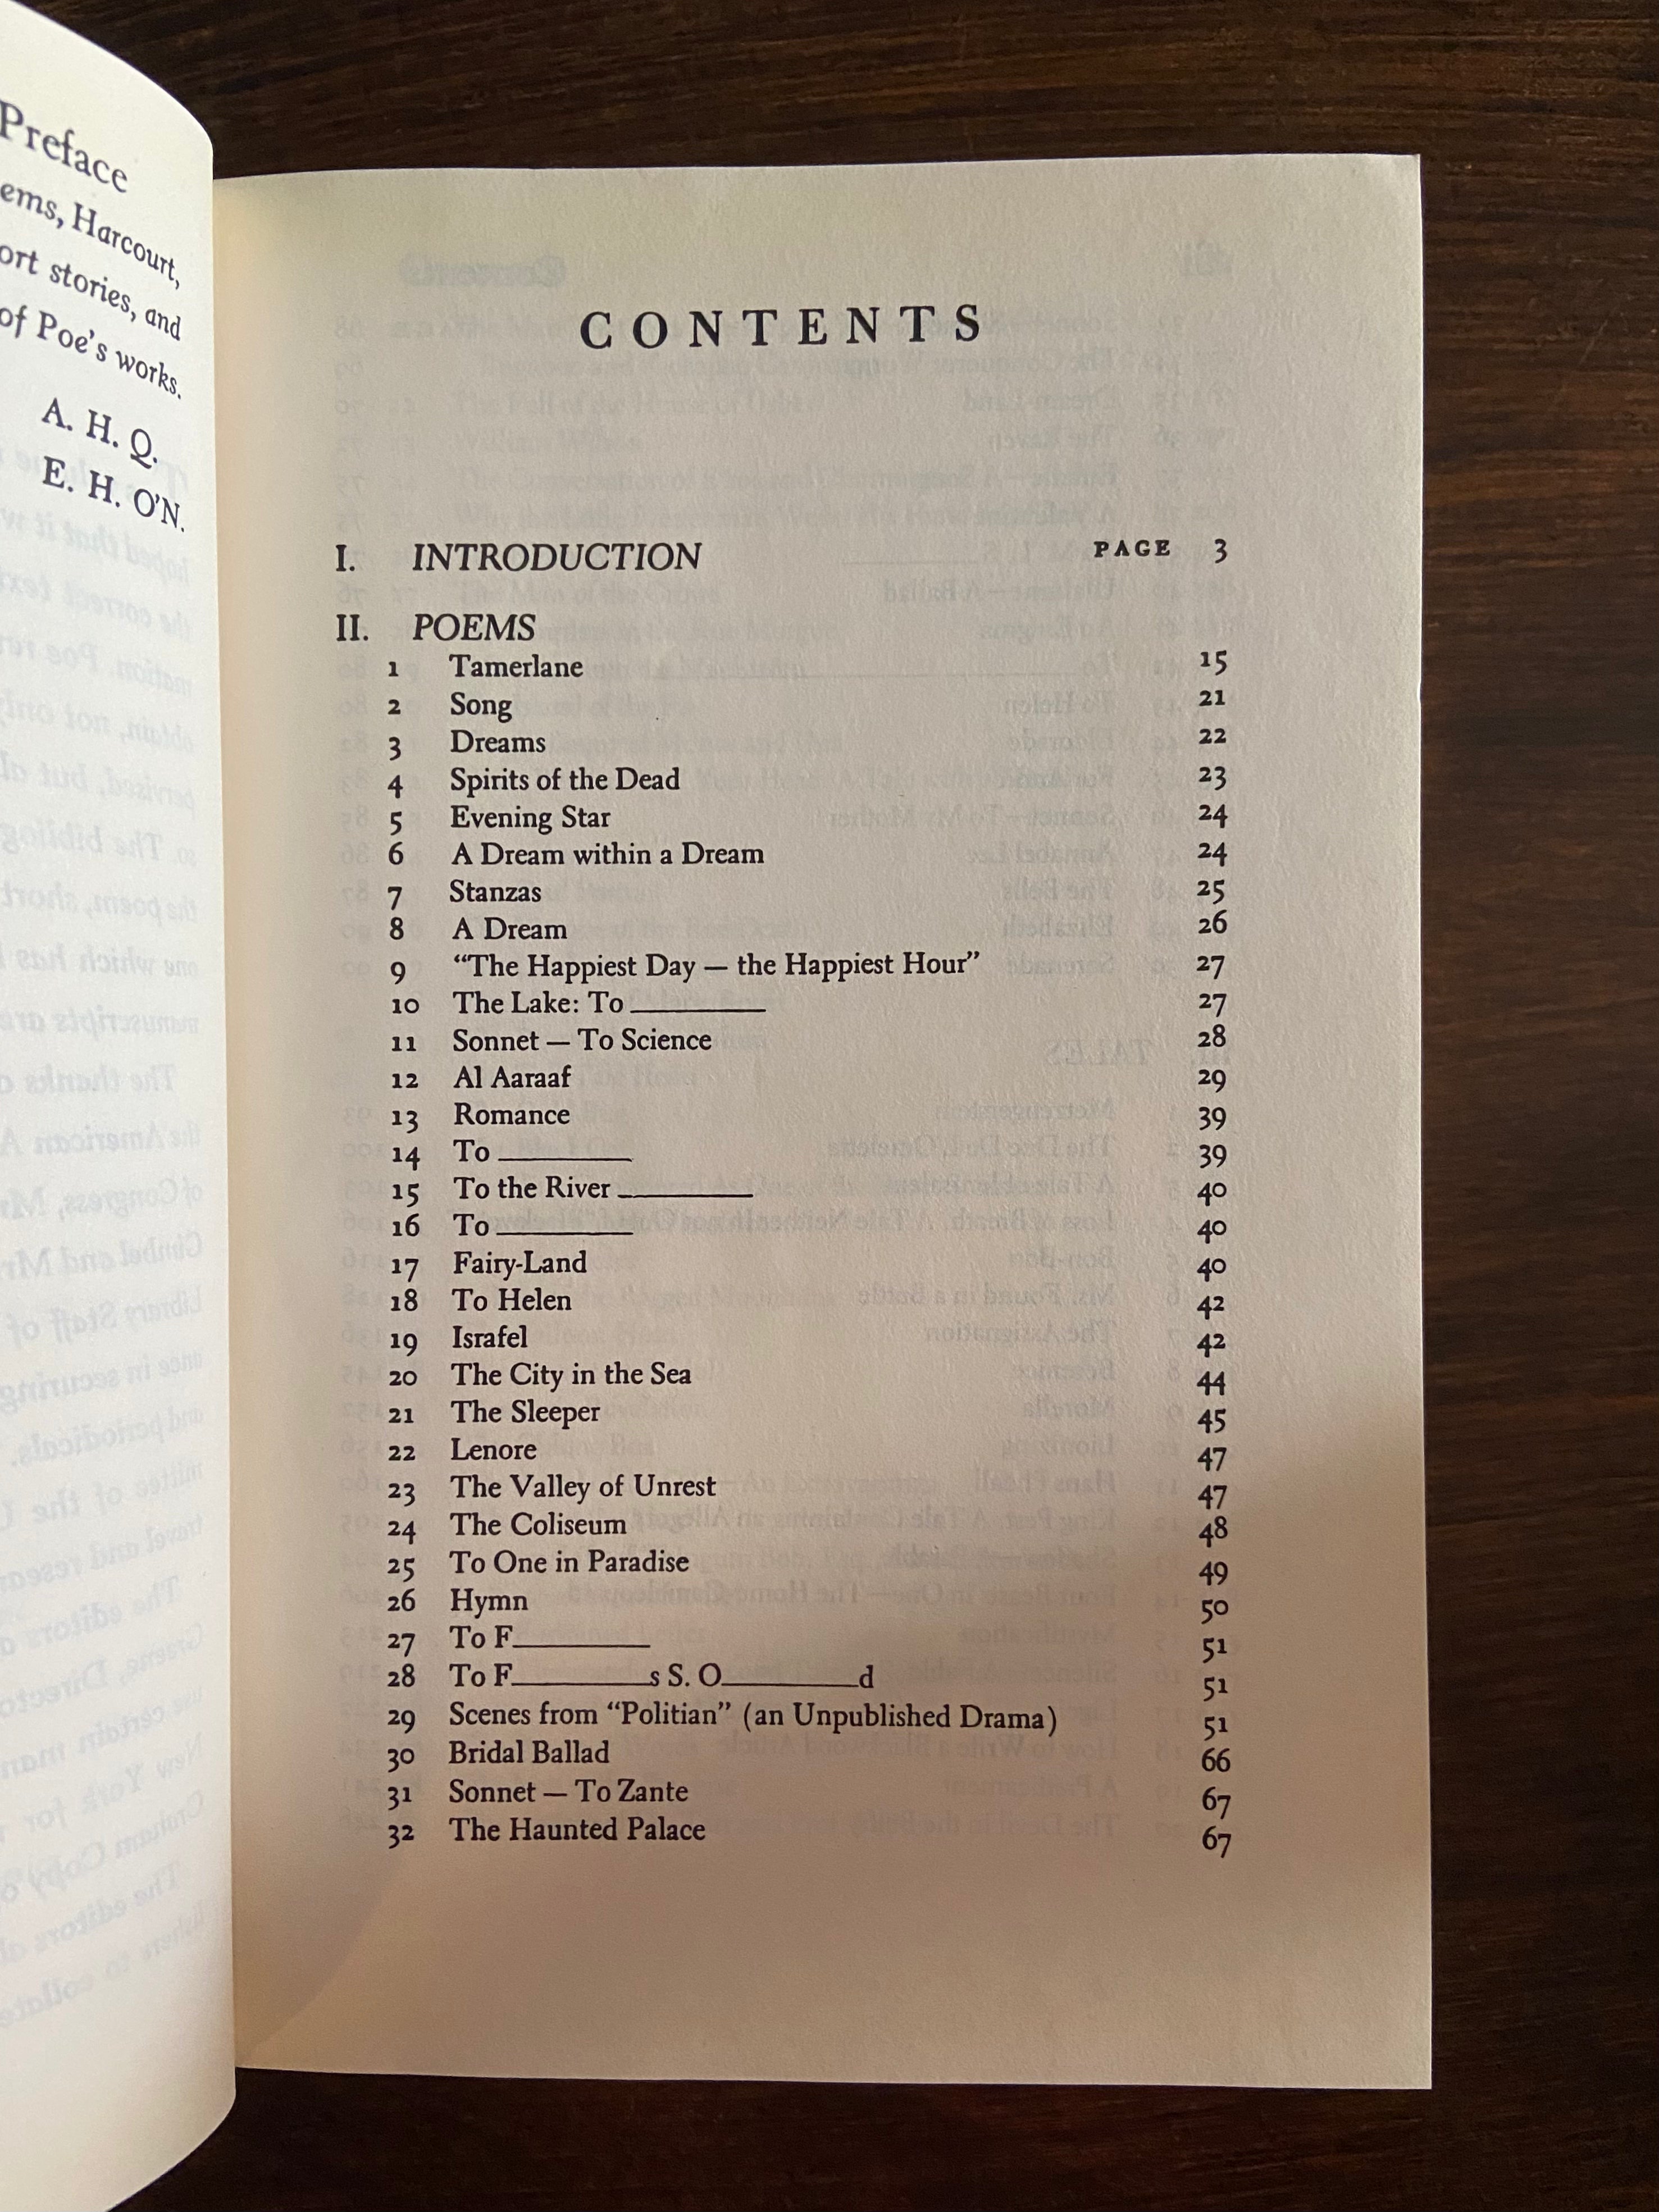 Preface
ems, Harcourt,
ort stories, and
of Poe's works.
A. H. Q.
E. H. O'N.
CONTENTS
I. INTRODUCTION PAGE 3
II. POEMS
1 Tamerlane 15
2 Song 21
3 Dreams 22
4 Spirits of the Dead 23
5 Evening Star 24
6 A Dream within a Dream 24
7 Stanzas 25
8 A Dream 26
9 “The Happiest Day — the Happiest Hour” 27
10 The Lake: To ________ 27
11 Sonnet — To Science 28
12 Al Aaraaf 29
13 Romance 39
14 To ________ 39
15 To the River ________ 40
16 To ________ 40
17 Fairy-Land 40
18 To Helen 42
19 Israfel 42
20 The City in the Sea 44
21 The Sleeper 45
22 Lenore 47
23 The Valley of Unrest 47
24 The Coliseum 48
25 To One in Paradise 49
26 Hymn 50
27 To F________ 51
28 To F________s S. O________d 51
29 Scenes from “Politian” (an Unpublished Drama) 51
30 Bridal Ballad 66
31 Sonnet — To Zante 67
32 The Haunted Palace 67